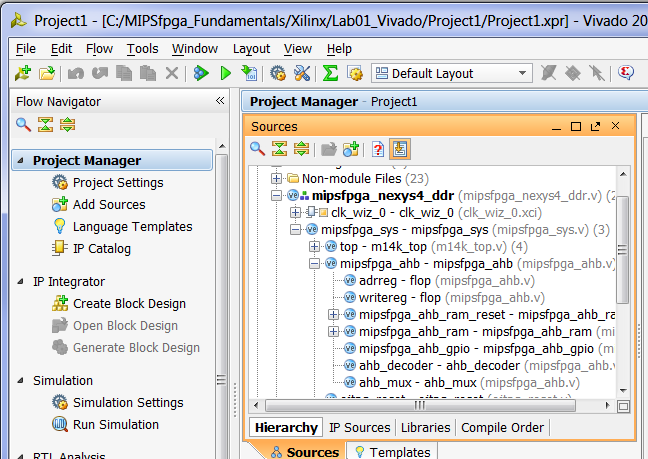 Project1 - [C:/MIPSfpga_Fundamentals/Xilinx/Lab01_Vivado/Project1/Project1.xpr] - Vivado 20
File Edit Flow Tools Window Layout View Help
Default Layout
Flow Navigator
Project Manager
Project Settings
Add Sources
Language Templates
IP Catalog
IP Integrator
Create Block Design
Open Block Design
Generate Block Design
Simulation
Simulation Settings
Run Simulation
RTL Analysis
Project Manager - Project1
Sources
Non-module Files (23)
mipsfpga_nexys4_ddr (mipsfpga_nexys4_ddr.v) (2
clk_wiz_0 - clk_wiz_0 (clk_wiz_0.xci)
mipsfpga_sys - mipsfpga_sys (mipsfpga_sys.v) (3)
top - m14k_top (m14k_top.v) (4)
mipsfpga_ahb - mipsfpga_ahb (mipsfpga_ahb.v)
adrreg - flop (mipsfpga_ahb.v)
writereg - flop (mipsfpga_ahb.v)
mipsfpga_ahb_ram_reset - mipsfpga_ahb_ra
mipsfpga_ahb_ram - mipsfpga_ahb_ram (mi
mipsfpga_ahb_gpio - mipsfpga_ahb_gpio (m
ahb_decoder - ahb_decoder (mipsfpga_ahb.
ahb_mux - ahb_mux (mipsfpga_ahb.v)
Hierarchy IP Sources Libraries Compile Order
Sources Templates